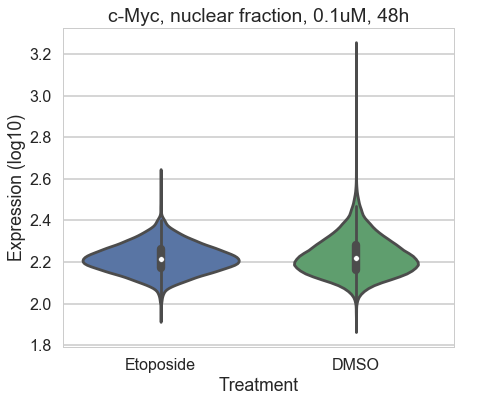 c-Myc, nuclear fraction, 0.1uM, 48h
3.2
3.0
2.8
2.6
2.4
2.2
2.0
1.8
Expression (log10)
Etoposide
DMSO
Treatment